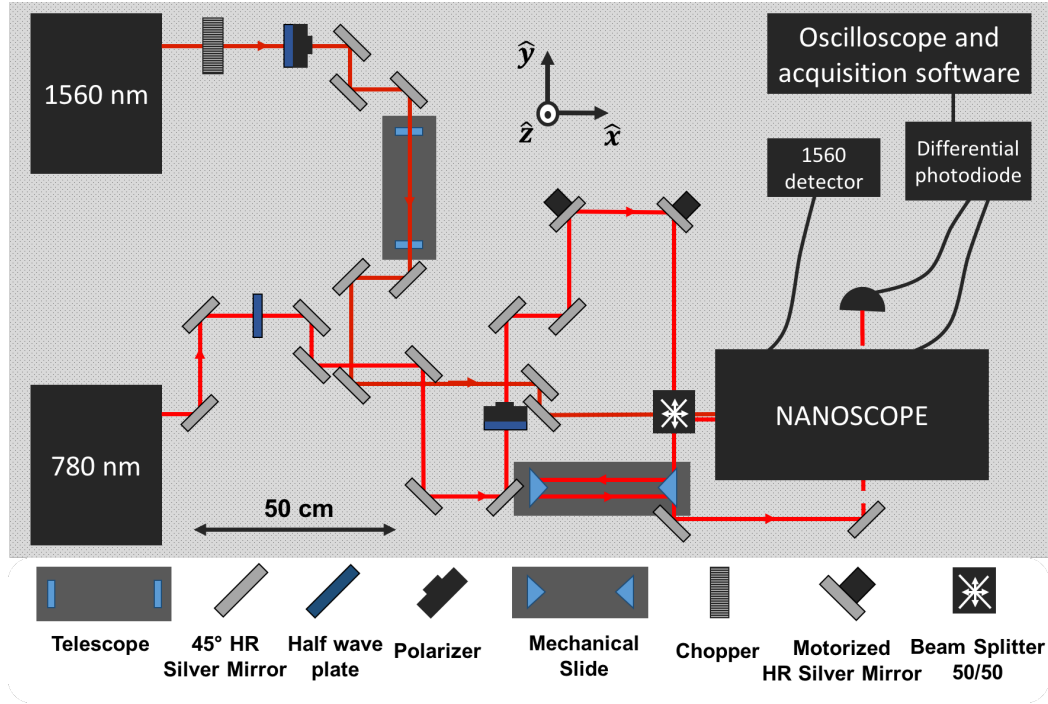 1560 nm
Oscilloscope and
acquisition software
ŷ
ẑ
x̂
1560
detector
Differential
photodiode
NANOSCOPE
780 nm
50 cm
Telescope
45° HR
Silver Mirror
Half wave
plate
Polarizer
Mechanical
Slide
Chopper
Motorized
HR Silver Mirror
Beam Splitter
50/50